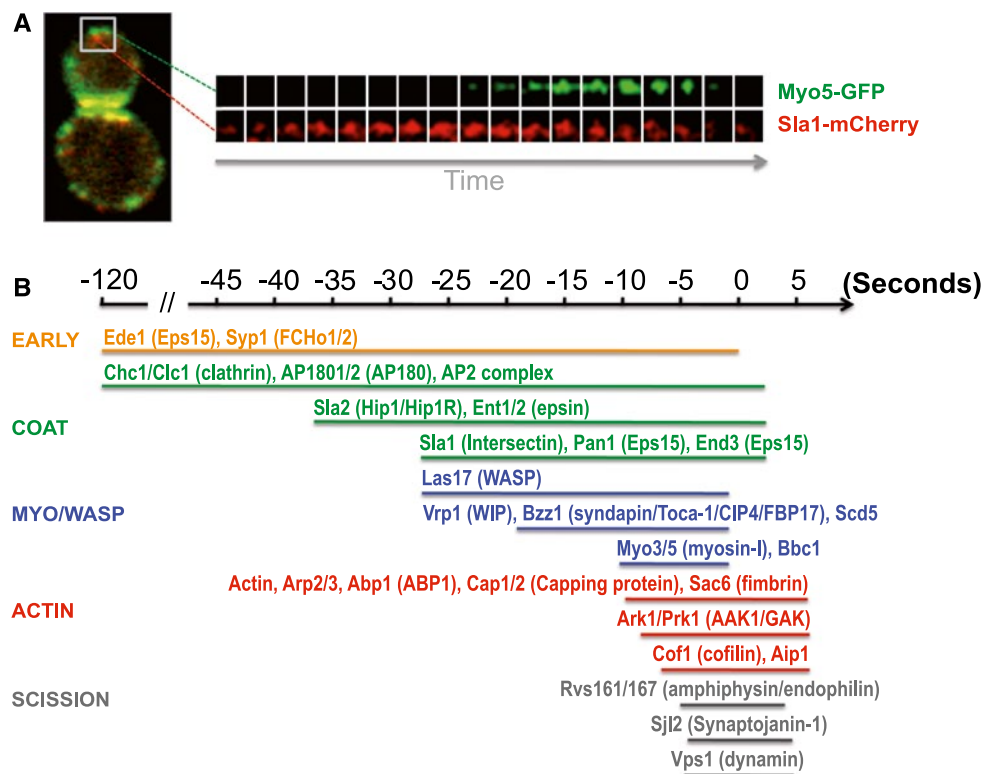 A
Myo5-GFP
Sla1-mCherry
Time
B
-120 // -45 -40 -35 -30 -25 -20 -15 -10 -5 0 5 (Seconds)
EARLY
Ede1 (Eps15), Syp1 (FCHo1/2)
Chc1/Clc1 (clathrin), AP1801/2 (AP180), AP2 complex
COAT
Sla2 (Hip1/Hip1R), Ent1/2 (epsin)
Sla1 (Intersectin), Pan1 (Eps15), End3 (Eps15)
Las17 (WASP)
MYO/WASP
Vrp1 (WIP), Bzz1 (syndapin/Toca-1/CIP4/FBP17), Scd5
Myo3/5 (myosin-I), Bbc1
ACTIN
Actin, Arp2/3, Abp1 (ABP1), Cap1/2 (Capping protein), Sac6 (fimbrin)
Ark1/Prk1 (AAK1/GAK)
Cof1 (cofilin), Aip1
SCISSION
Rvs161/167 (amphiphysin/endophilin)
Sjl2 (Synaptojanin-1)
Vps1 (dynamin)